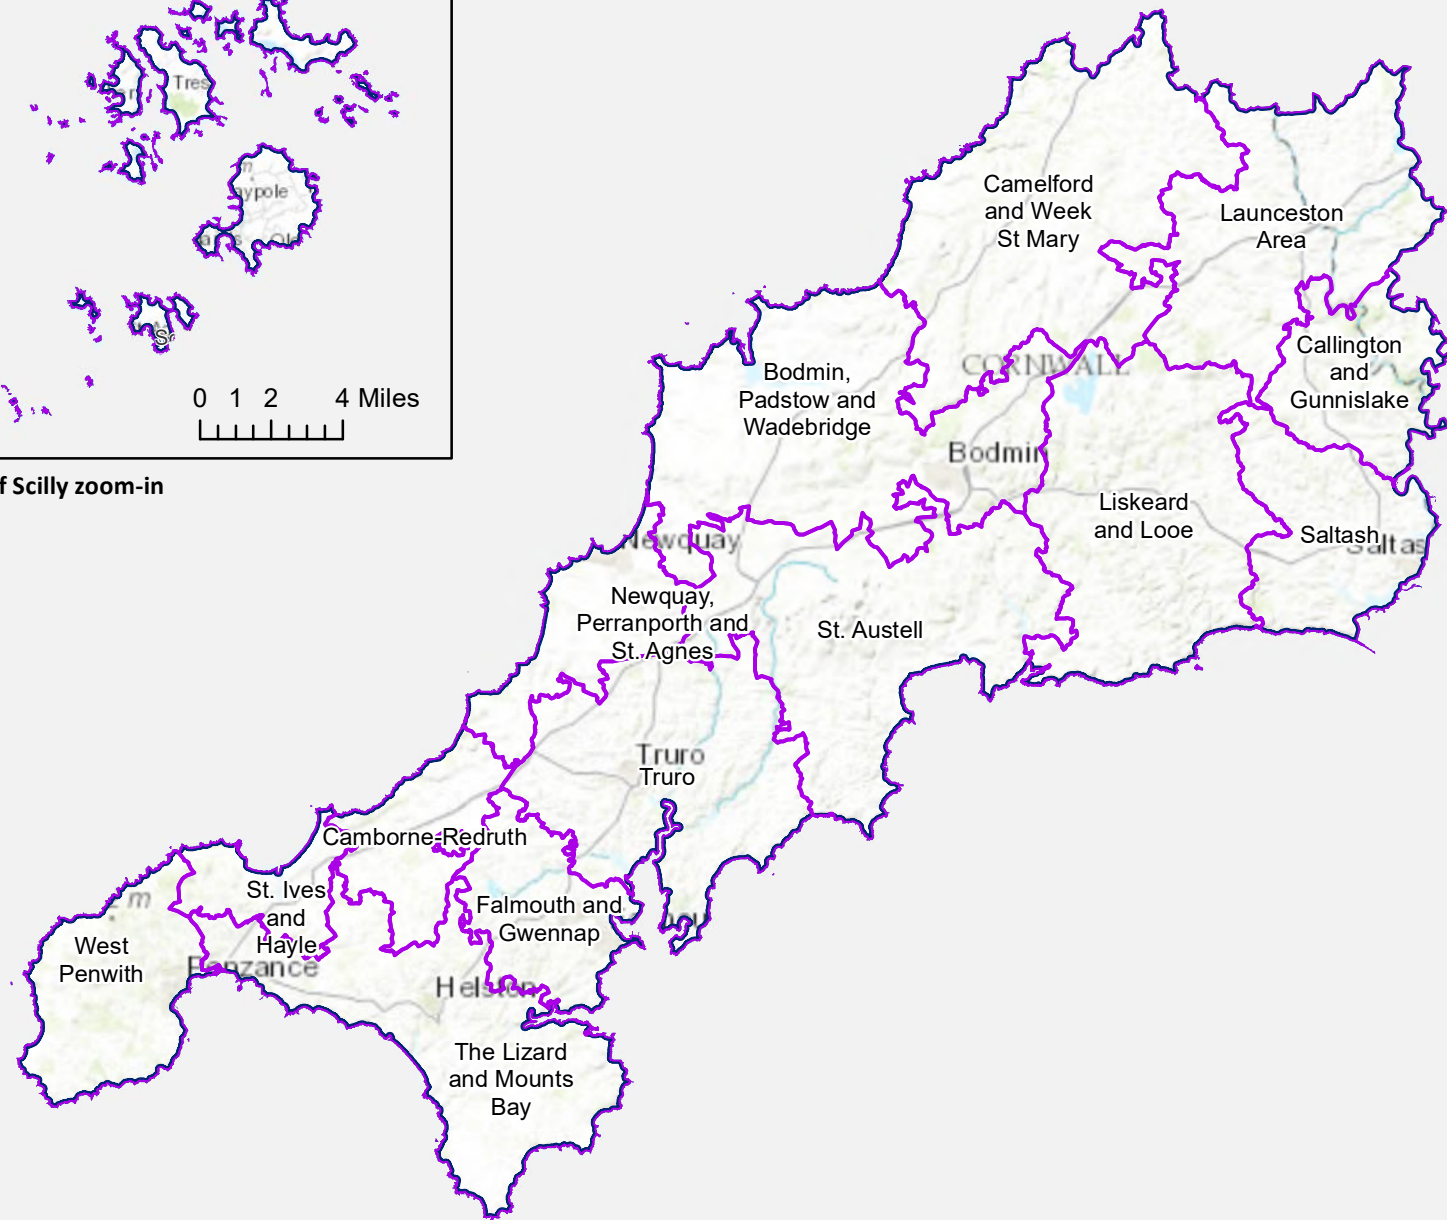 Tres
aypole
0 1 2 4 Miles
f Scilly zoom-in
Camelford
and Week
St Mary
Launceston
Area
CORNWALL
Callington
and
Gunnislake
Bodmin,
Padstow and
Wadebridge
Bodmin
Liskeard
and Looe
Saltash
Saltas
Newquay
Newquay,
Perranporth and
St. Agnes
St. Austell
Truro
Truro
Camborne-Redruth
St. Ives
and
Hayle
Falmouth and
Gwennap
West
Penwith
Penzance
Helston
The Lizard
and Mounts
Bay